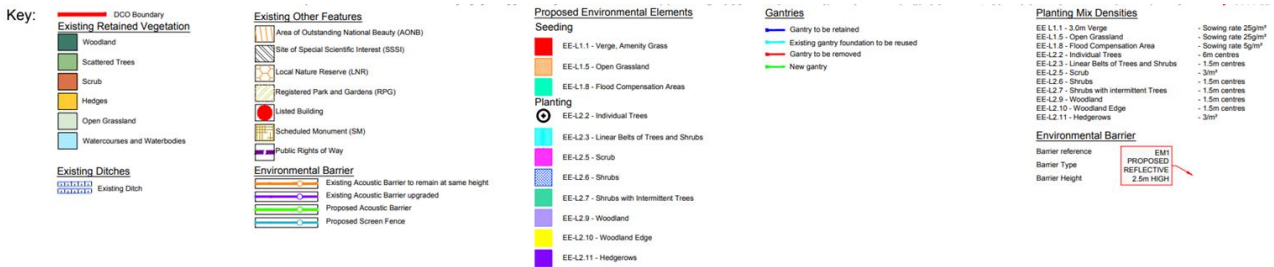 Key:
DCO Boundary
Existing Retained Vegetation
Woodland
Scattered Trees
Scrub
Hedges
Open Grassland
Watercourses and Waterbodies
Existing Ditches
Existing Ditch
Existing Other Features
Area of Outstanding National Beauty (AONB)
Site of Special Scientific Interest (SSSI)
Local Nature Reserve (LNR)
Registered Park and Gardens (RPG)
Listed Building
Scheduled Monument (SM)
Public Rights of Way
Environmental Barrier
Existing Acoustic Barrier to remain at same height
Existing Acoustic Barrier upgraded
Proposed Acoustic Barrier
Proposed Screen Fence
Proposed Environmental Elements
Seeding
EE-L1.1 - Verge, Amenity Grass
EE-L1.5 - Open Grassland
EE-L1.8 - Flood Compensation Areas
Planting
EE-L2.2 - Individual Trees
EE-L2.3 - Linear Belts of Trees and Shrubs
EE-L2.5 - Scrub
EE-L2.6 - Shrubs
EE-L2.7 - Shrubs with Intermittent Trees
EE-L2.9 - Woodland
EE-L2.10 - Woodland Edge
EE-L2.11 - Hedgerows
Gantries
Gantry to be retained
Existing gantry foundation to be reused
Gantry to be removed
New gantry
Planting Mix Densities
EE L1.1 - 3.0m Verge - Sowing rate 25g/m²
EE-L1.5 - Open Grassland - Sowing rate 25g/m²
EE-L1.8 - Flood Compensation Area - Sowing rate 5g/m²
EE-L2.2 - Individual Trees - 6m centres
EE-L2.3 - Linear Belts of Trees and Shrubs - 1.5m centres
EE-L2.5 - Scrub - 3/m²
EE-L2.6 - Shrubs - 1.5m centres
EE-L2.7 - Shrubs with intermittent Trees - 1.5m centres
EE-L2.9 - Woodland - 1.5m centres
EE-L2.10 - Woodland Edge - 1.5m centres
EE-L2.11 - Hedgerows - 3/m²
Environmental Barrier
Barrier reference EM1
Barrier Type PROPOSED
REFLECTIVE
Barrier Height 2.5m HIGH